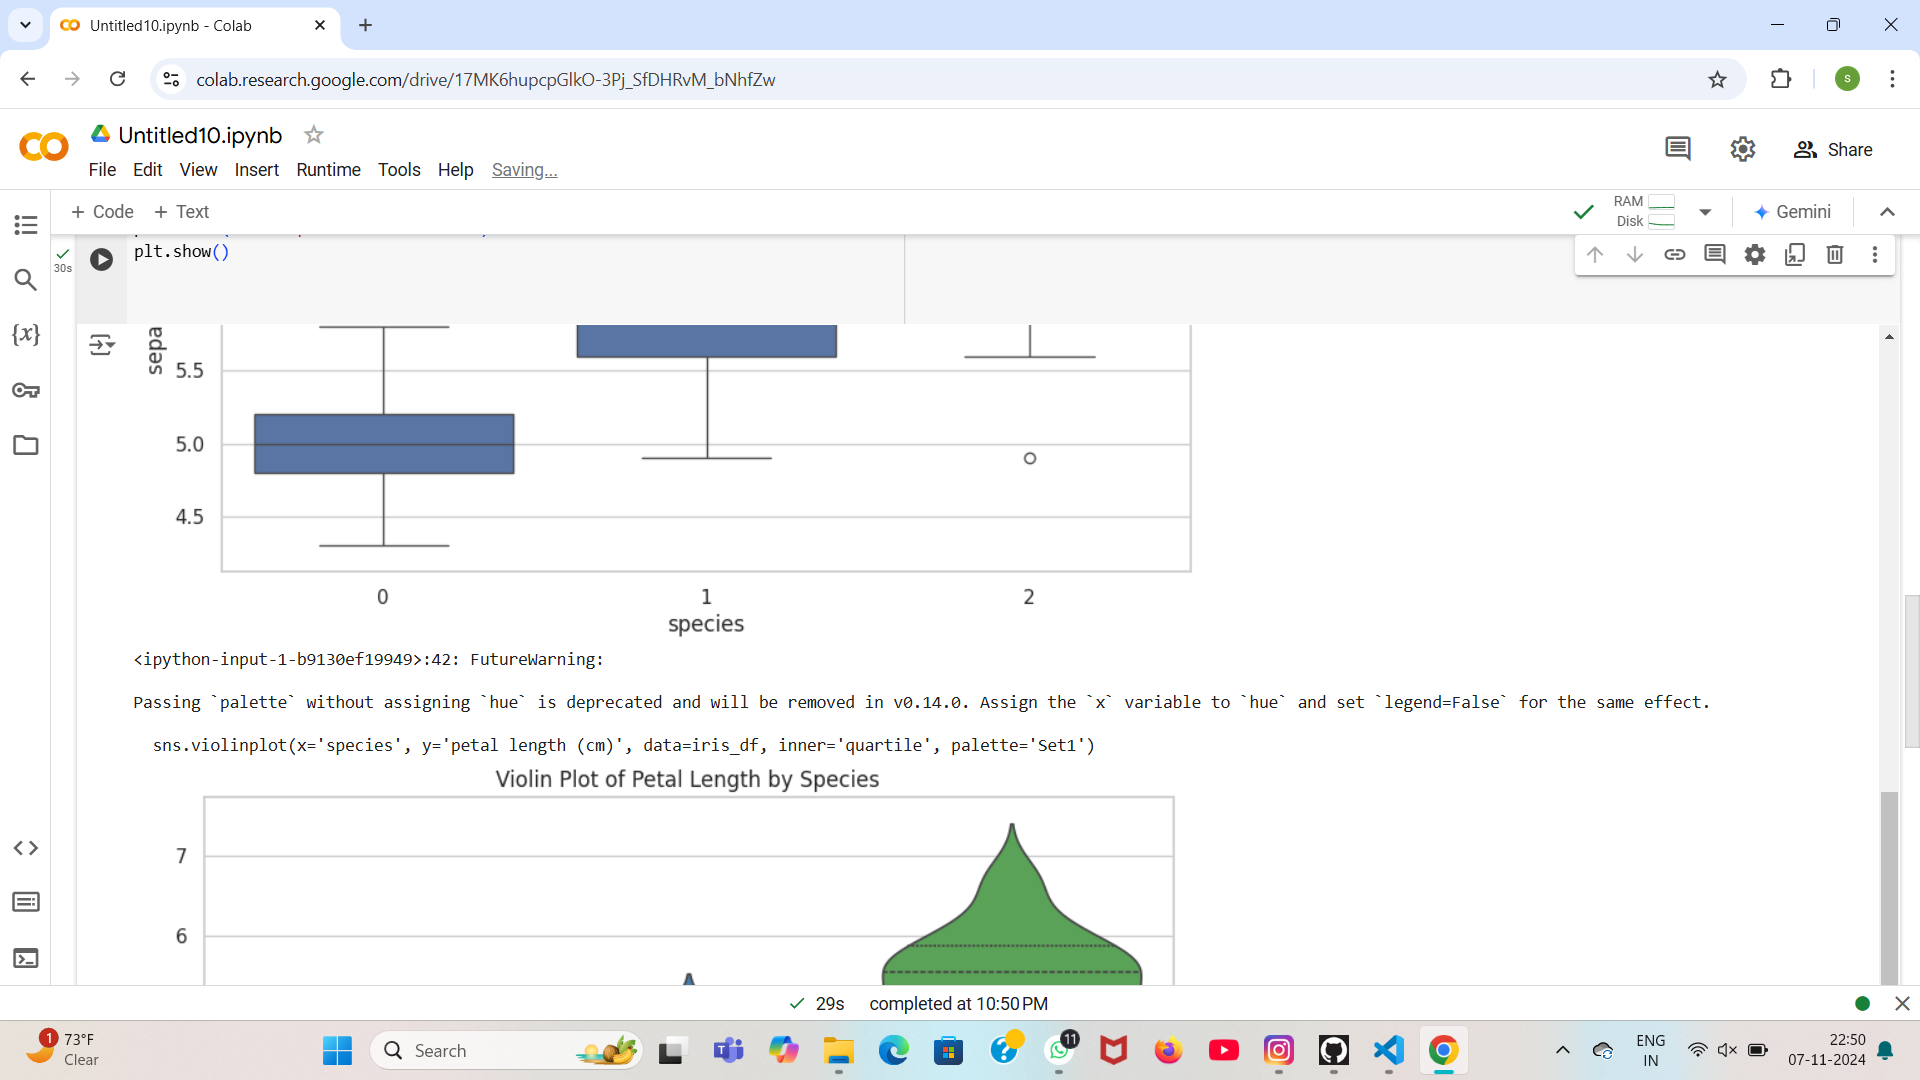 Untitled10.ipynb - Colab
colab.research.google.com/drive/17MK6hupcpGlkO-3Pj_SfDHRvM_bNhfZw
S
Untitled10.ipynb
File Edit View Insert Runtime Tools Help Saving...
Share
+ Code + Text
RAM
Disk
Gemini
30s
plt.show()
{x}
sepa
5.5
5.0
4.5
0 1 2
species
<ipython-input-1-b9130ef19949>:42: FutureWarning:
Passing `palette` without assigning `hue` is deprecated and will be removed in v0.14.0. Assign the `x` variable to `hue` and set `legend=False` for the same effect.
sns.violinplot(x='species', y='petal length (cm)', data=iris_df, inner='quartile', palette='Set1')
Violin Plot of Petal Length by Species
7
6
29s completed at 10:50 PM
1
73°F
Clear
Search
11
ENG
IN
22:50
07-11-2024